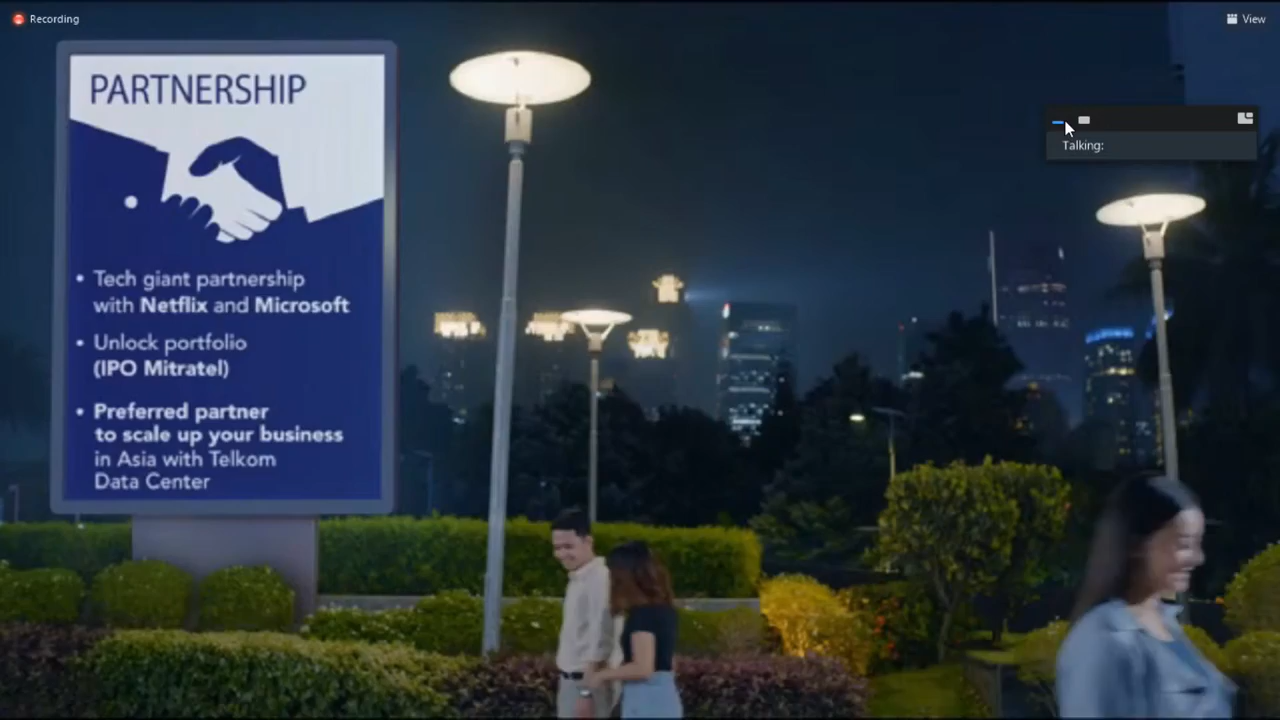 Recording
View
PARTNERSHIP
Talking:
• Tech giant partnership
with Netflix and Microsoft
• Unlock portfolio
(IPO Mitratel)
• Preferred partner
to scale up your business
in Asia with Telkom
Data Center